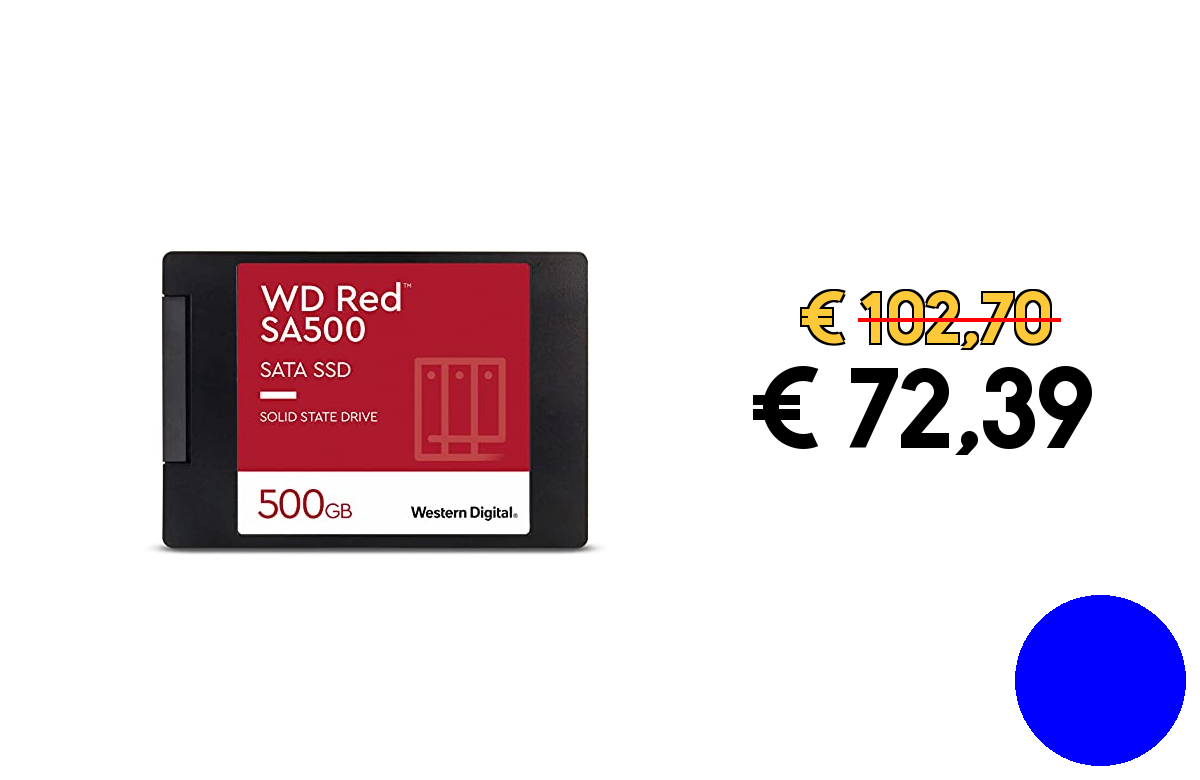 WD Red™
SA500
SATA SSD
SOLID STATE DRIVE
500GB
Western Digital®
€ 102,70
€ 72,39